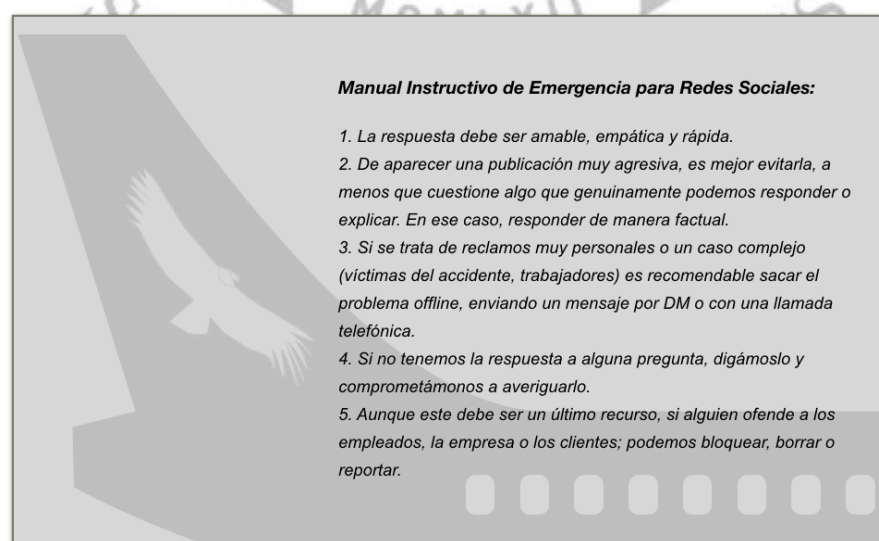 MCMLXII
Manual Instructivo de Emergencia para Redes Sociales:
1. La respuesta debe ser amable, empática y rápida.
2. De aparecer una publicación muy agresiva, es mejor evitarla, a
menos que cuestione algo que genuinamente podemos responder o
explicar. En ese caso, responder de manera factual.
3. Si se trata de reclamos muy personales o un caso complejo
(víctimas del accidente, trabajadores) es recomendable sacar el
problema offline, enviando un mensaje por DM o con una llamada
telefónica.
4. Si no tenemos la respuesta a alguna pregunta, digámoslo y
comprometámonos a averiguarlo.
5. Aunque este debe ser un último recurso, si alguien ofende a los
empleados, la empresa o los clientes; podemos bloquear, borrar o
reportar.